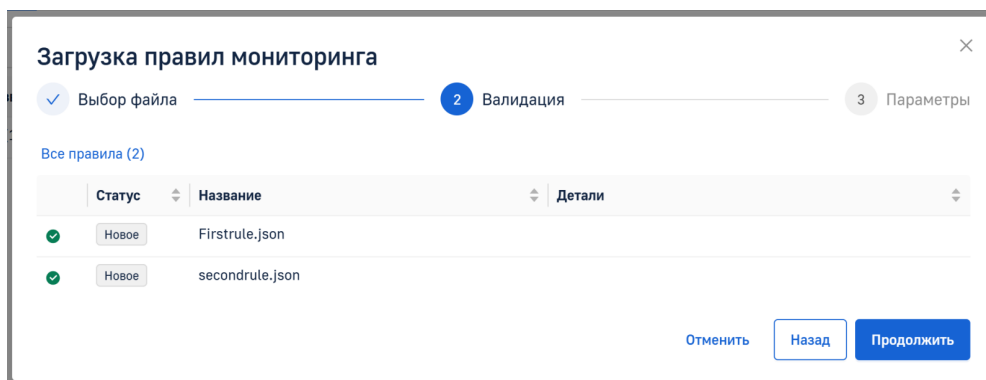 Загрузка правил мониторинга
Выбор файла 2 Валидация 3 Параметры
Все правила (2)
Статус Название Детали
Новое Firstrule.json
Новое secondrule.json
Отменить Назад Продолжить